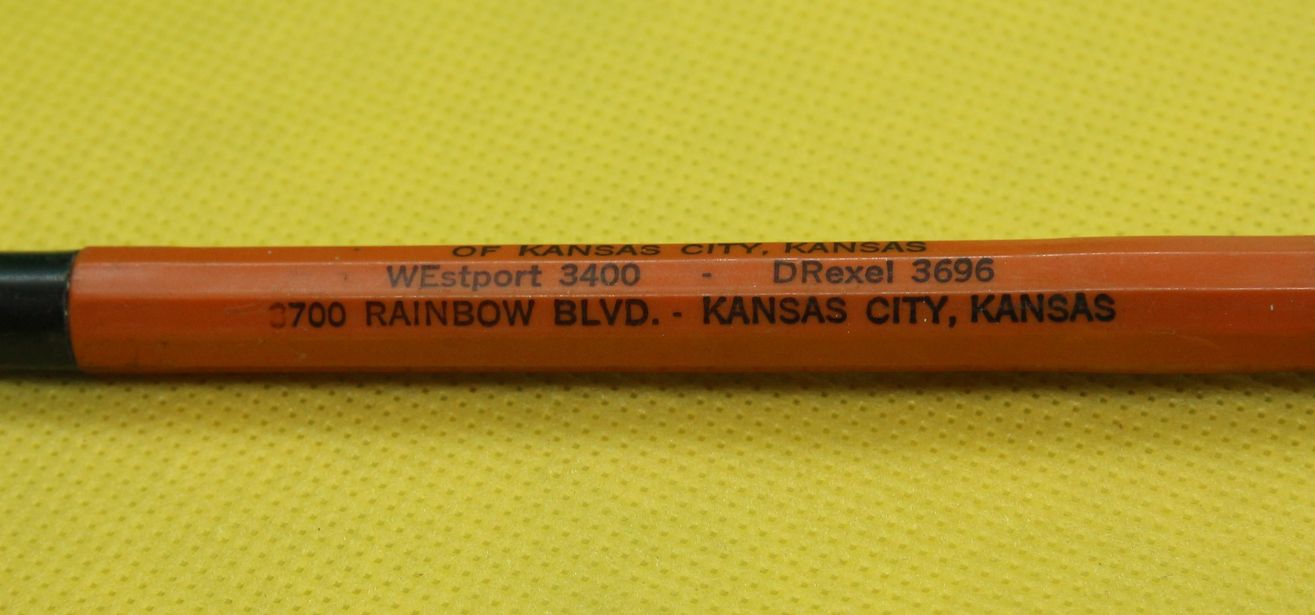 OF KANSAS CITY, KANSAS
WEstport 3400 - DRexel 3696
3700 RAINBOW BLVD. - KANSAS CITY, KANSAS